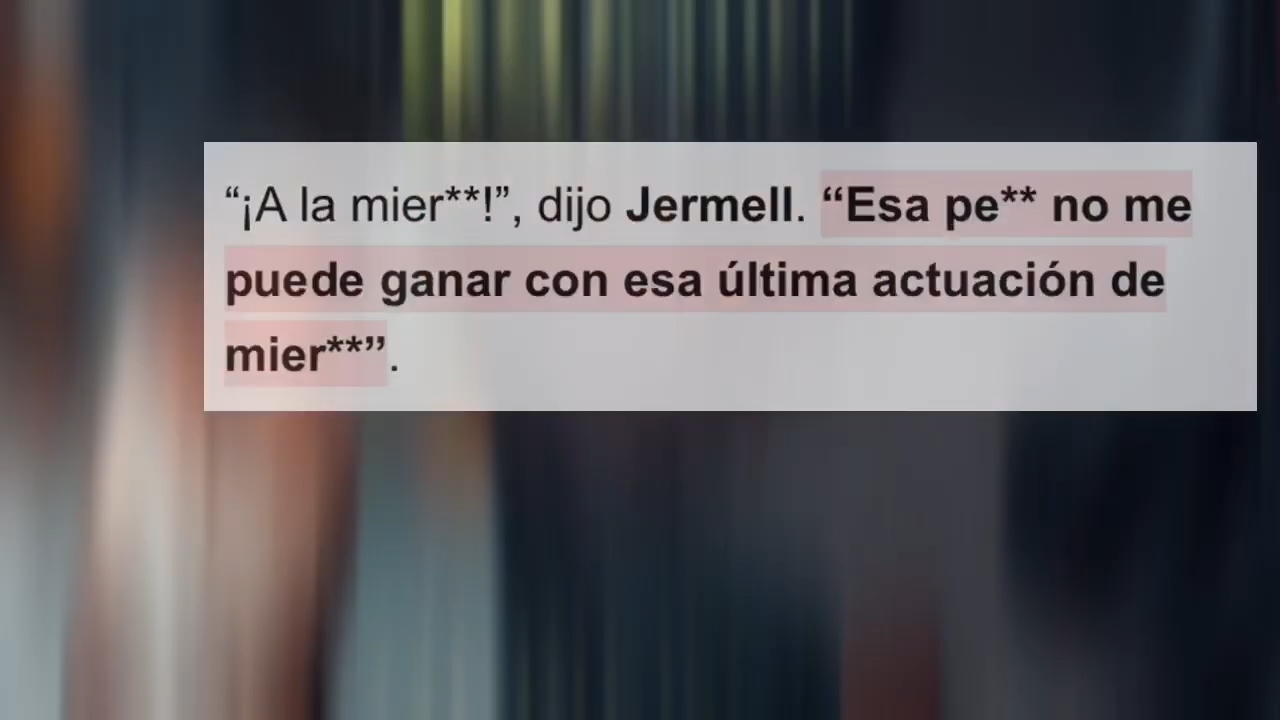 “¡A la mier**!”, dijo Jermell. “Esa pe** no me
puede ganar con esa última actuación de
mier**”.